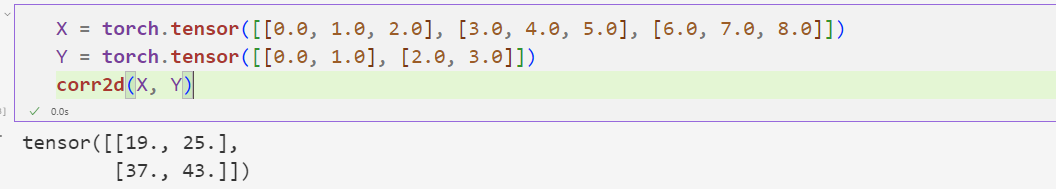 X = torch.tensor([[0.0, 1.0, 2.0], [3.0, 4.0, 5.0], [6.0, 7.0, 8.0]])
Y = torch.tensor([[0.0, 1.0], [2.0, 3.0]])
corr2d(X, Y)
] ✓ 0.0s
tensor([[19., 25.],
[37., 43.]])